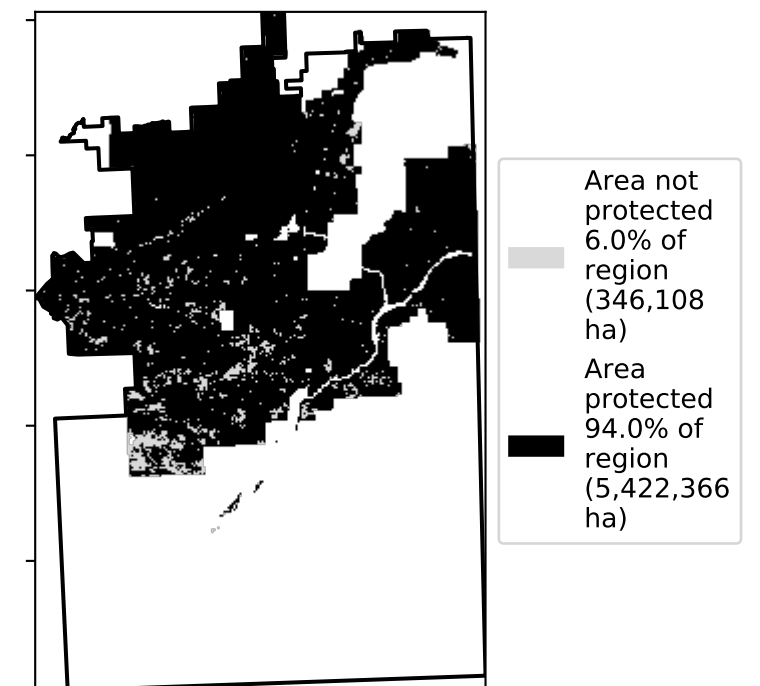 Area not
protected
6.0% of
region
(346,108
ha)
Area
protected
94.0% of
region
(5,422,366
ha)